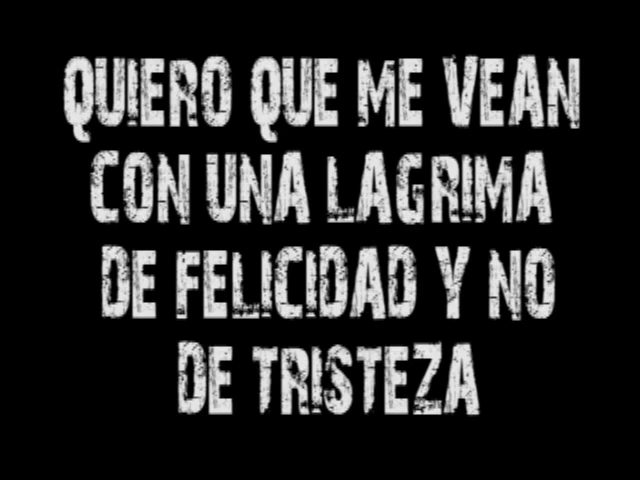 QUIERO QUE ME VEAN
CON UNA LAGRIMA
DE FELICIDAD Y NO
DE TRISTEZA